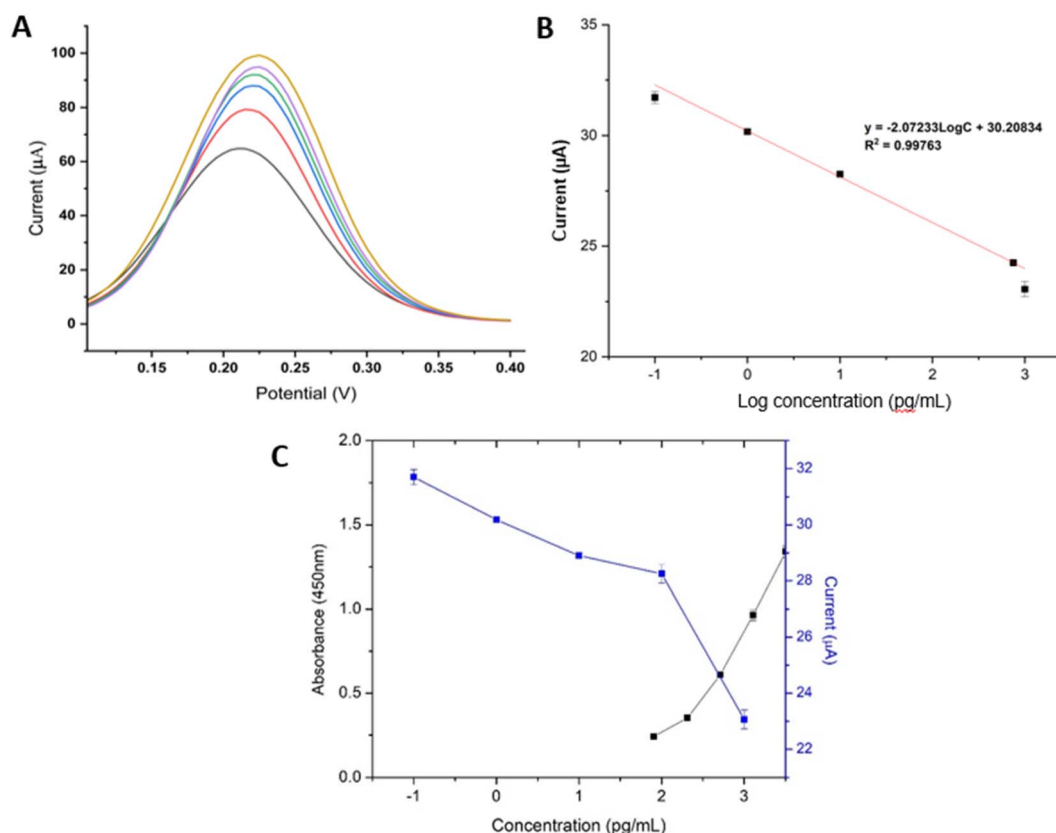 A
Current (μA)
100
80
60
40
20
0
0.15 0.20 0.25 0.30 0.35 0.40
Potential (V)
B
Current (μA)
35
30
25
20
y = -2.07233LogC + 30.20834
R² = 0.99763
-1 0 1 2 3
Log concentration (pg/mL)
C
Absorbance (450nm)
2.0
1.5
1.0
0.5
0.0
32
30
28
26
24
22
Current (μA)
-1 0 1 2 3
Concentration (pg/mL)